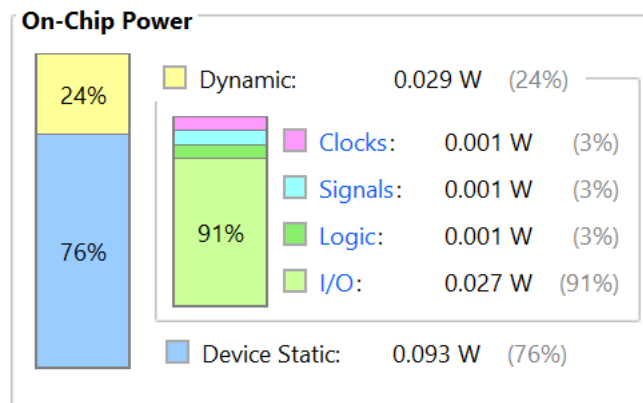 On-Chip Power
24%
Dynamic: 0.029 W (24%)
Clocks: 0.001 W (3%)
Signals: 0.001 W (3%)
91%
Logic: 0.001 W (3%)
76%
I/O: 0.027 W (91%)
Device Static: 0.093 W (76%)